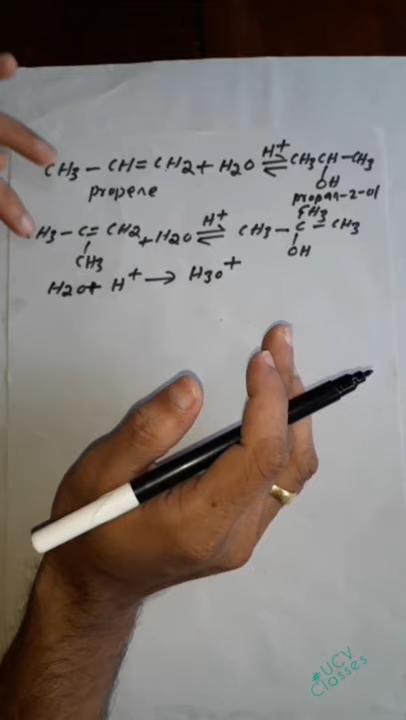 CH3 - CH = CH2 + H2O ⇌ H+ CH3 CH - CH3
OH
propene
propan-2-ol
H3 - C = CH2 + H2O ⇌ H+ CH3 - C = CH3
CH3
CH3
OH
H2O + H+ → H3O+
#UCV
Classes